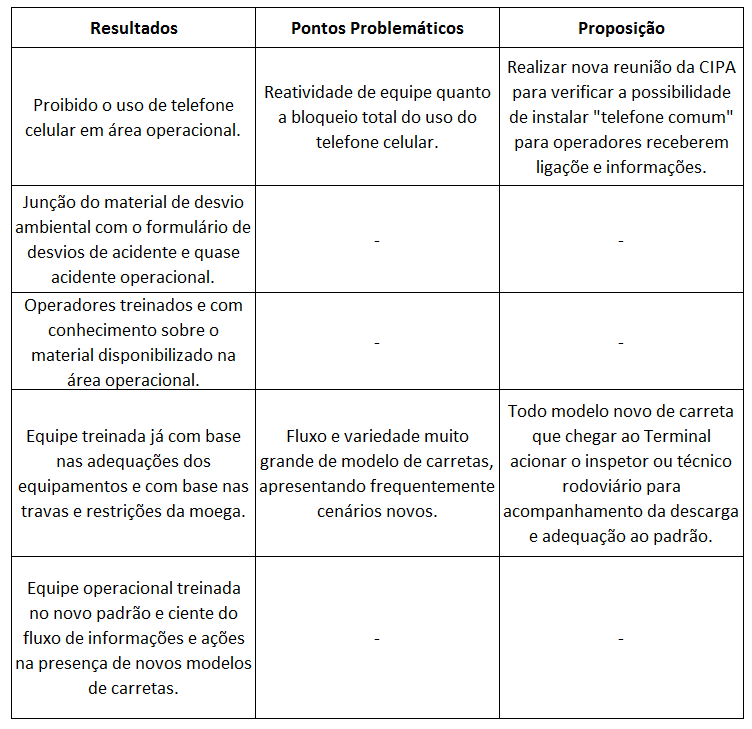 Resultados
Pontos Problemáticos
Proposição
Proibido o uso de telefone
celular em área operacional.
Reatividade de equipe quanto
a bloqueio total do uso do
telefone celular.
Realizar nova reunião da CIPA
para verificar a possibilidade
de instalar "telefone comum"
para operadores receberem
ligaçõe e informações.
Junção do material de desvio
ambiental com o formulário de
desvios de acidente e quase
acidente operacional.
-
-
Operadores treinados e com
conhecimento sobre o
material disponibilizado na
área operacional.
-
-
Equipe treinada já com base
nas adequações dos
equipamentos e com base nas
travas e restrições da moega.
Fluxo e variedade muito
grande de modelo de carretas,
apresentando frequentemente
cenários novos.
Todo modelo novo de carreta
que chegar ao Terminal
acionar o inspetor ou técnico
rodoviário para
acompanhamento da descarga
e adequação ao padrão.
Equipe operacional treinada
no novo padrão e ciente do
fluxo de informações e ações
na presença de novos modelos
de carretas.
-
-